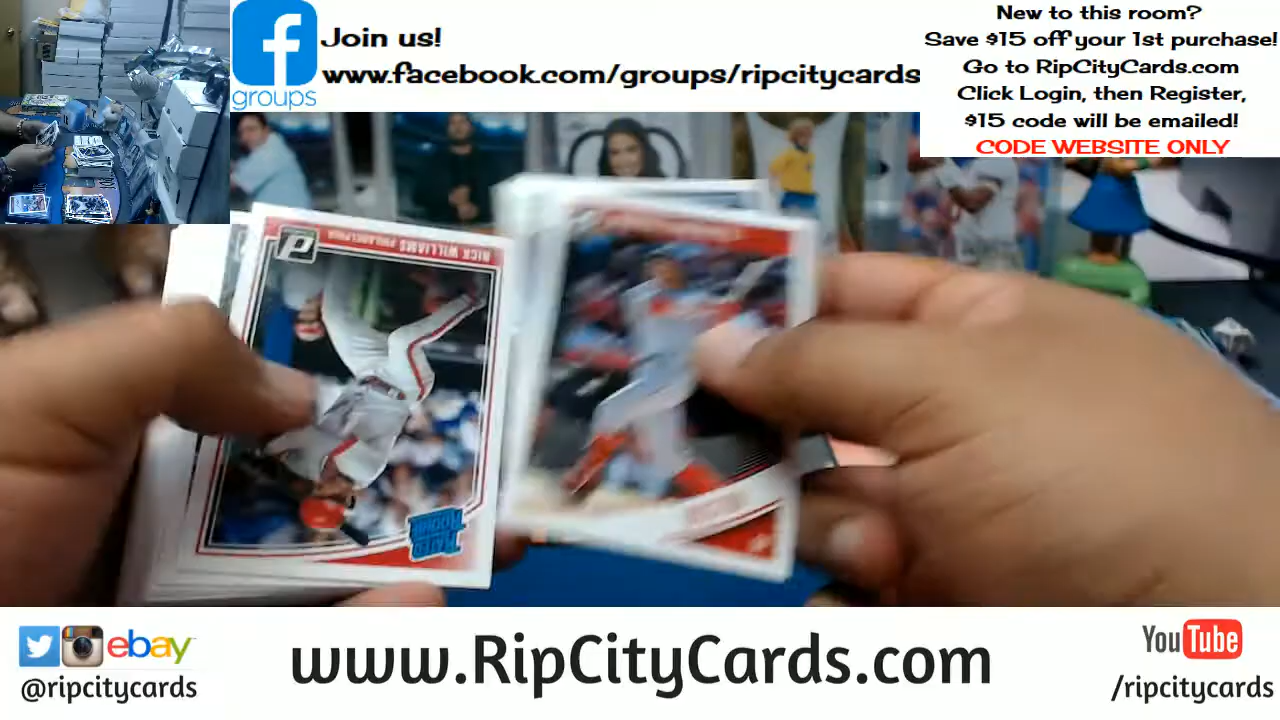 Join us!
www.facebook.com/groups/ripcitycards
groups
New to this room?
Save $15 off your 1st purchase!
Go to RipCityCards.com
Click Login, then Register,
$15 code will be emailed!
CODE WEBSITE ONLY
NICK WILLIAMS PHILADELPHIA
RATED ROOKIE
ebay
@ripcitycards
www.RipCityCards.com
YouTube
/ripcitycards